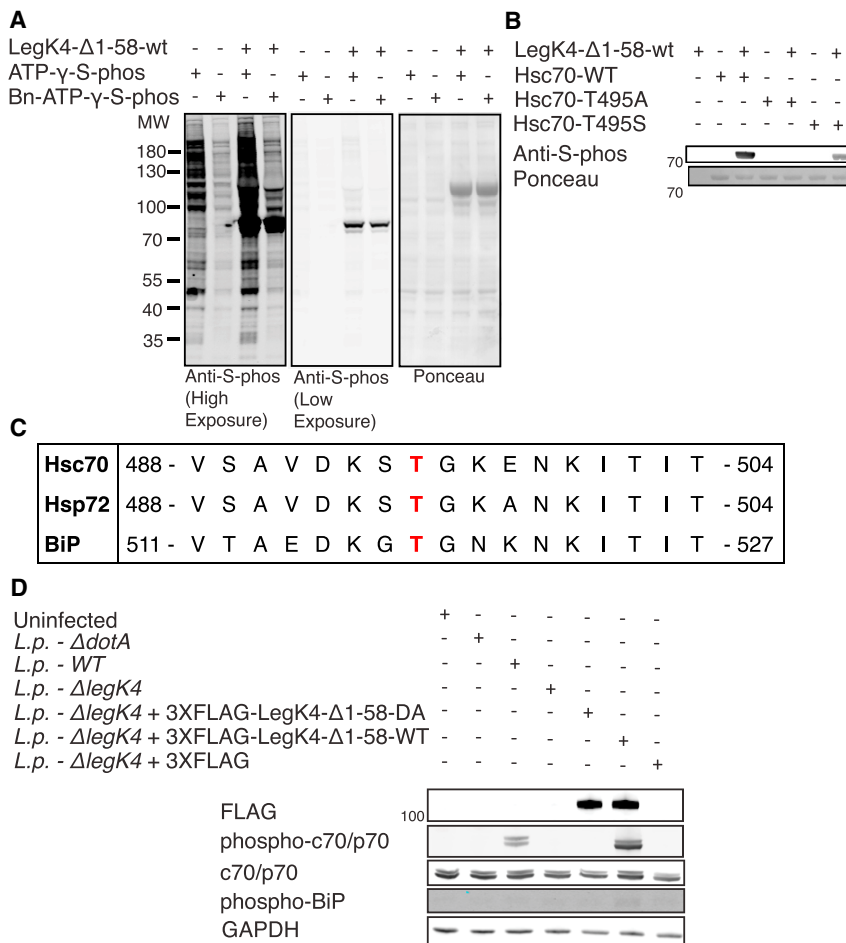 A
LegK4-Δ1-58-wt - - + + - - + + - - + +
ATP-γ-S-phos + - + - + - + - + - + -
Bn-ATP-γ-S-phos - + - + - + - + - + - +
MW
180
130
100
70
55
40
35
Anti-S-phos
(High
Exposure)
Anti-S-phos
(Low
Exposure)
Ponceau
B
LegK4-Δ1-58-wt + - + - + - +
Hsc70-WT - + + - - - -
Hsc70-T495A - - - + + - -
Hsc70-T495S - - - - - + +
Anti-S-phos
70
Ponceau
70
C
Hsc70 488 - V S A V D K S T G K E N K I T I T - 504
Hsp72 488 - V S A V D K S T G K A N K I T I T - 504
BiP 511 - V T A E D K G T G N K N K I T I T - 527
D
Uninfected + - - - - - -
L.p. - ΔdotA - + - - - - -
L.p. - WT - - + - - - -
L.p. - ΔlegK4 - - - + - - -
L.p. - ΔlegK4 + 3XFLAG-LegK4-Δ1-58-DA - - - - + - -
L.p. - ΔlegK4 + 3XFLAG-LegK4-Δ1-58-WT - - - - - + -
L.p. - ΔlegK4 + 3XFLAG - - - - - - +
FLAG
100
phospho-c70/p70
c70/p70
phospho-BiP
GAPDH